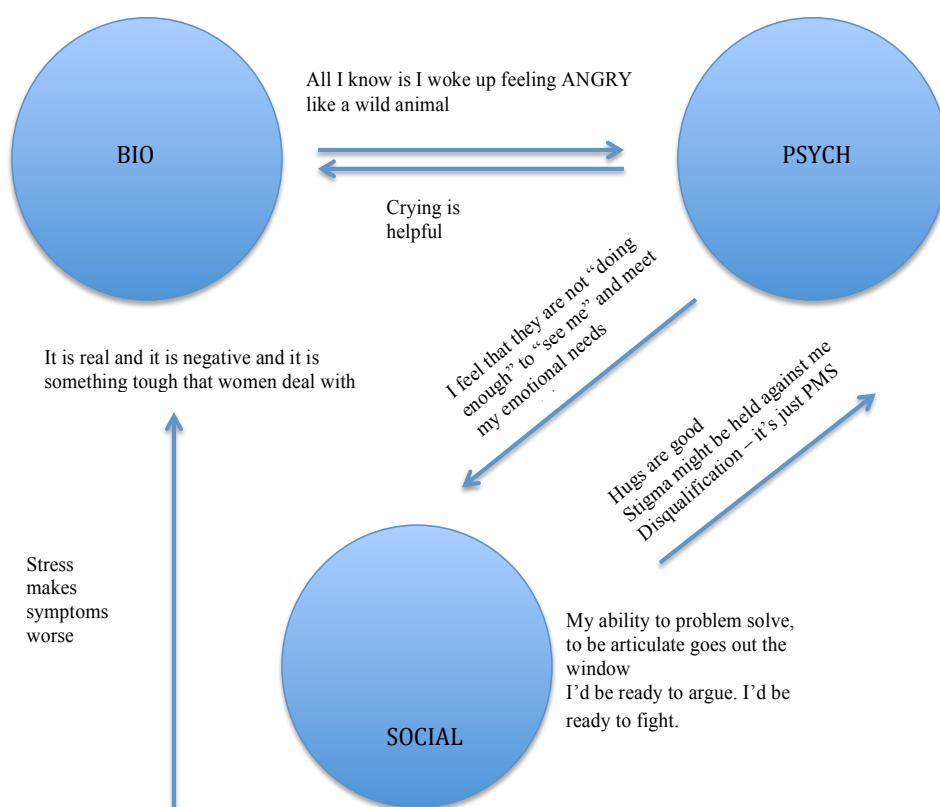 All I know is I woke up feeling ANGRY
like a wild animal
BIO
PSYCH
Crying is
helpful
I feel that they are not “doing
enough” to “see me” and meet
my emotional needs
It is real and it is negative and it is
something tough that women deal with
Hugs are good
Stigma might be held against me
Disqualification – it’s just PMS
Stress
makes
symptoms
worse
My ability to problem solve,
to be articulate goes out the
window
I’d be ready to argue. I’d be
ready to fight.
SOCIAL